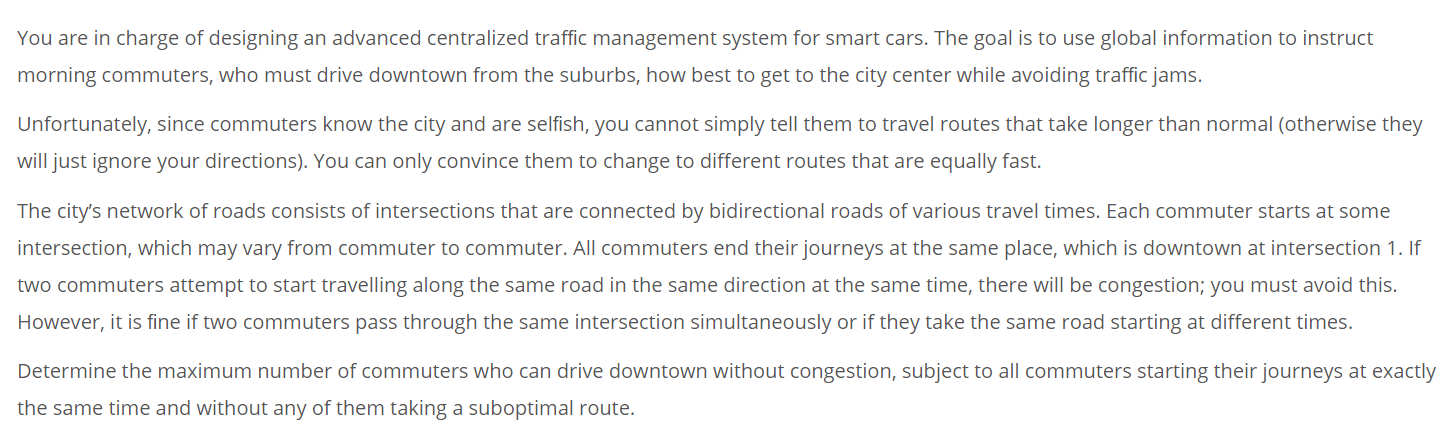 You are in charge of designing an advanced centralized traffic management system for smart cars. The goal is to use global information to instruct
morning commuters, who must drive downtown from the suburbs, how best to get to the city center while avoiding traffic jams.
Unfortunately, since commuters know the city and are selfish, you cannot simply tell them to travel routes that take longer than normal (otherwise they
will just ignore your directions). You can only convince them to change to different routes that are equally fast.
The city’s network of roads consists of intersections that are connected by bidirectional roads of various travel times. Each commuter starts at some
intersection, which may vary from commuter to commuter. All commuters end their journeys at the same place, which is downtown at intersection 1. If
two commuters attempt to start travelling along the same road in the same direction at the same time, there will be congestion; you must avoid this.
However, it is fine if two commuters pass through the same intersection simultaneously or if they take the same road starting at different times.
Determine the maximum number of commuters who can drive downtown without congestion, subject to all commuters starting their journeys at exactly
the same time and without any of them taking a suboptimal route.